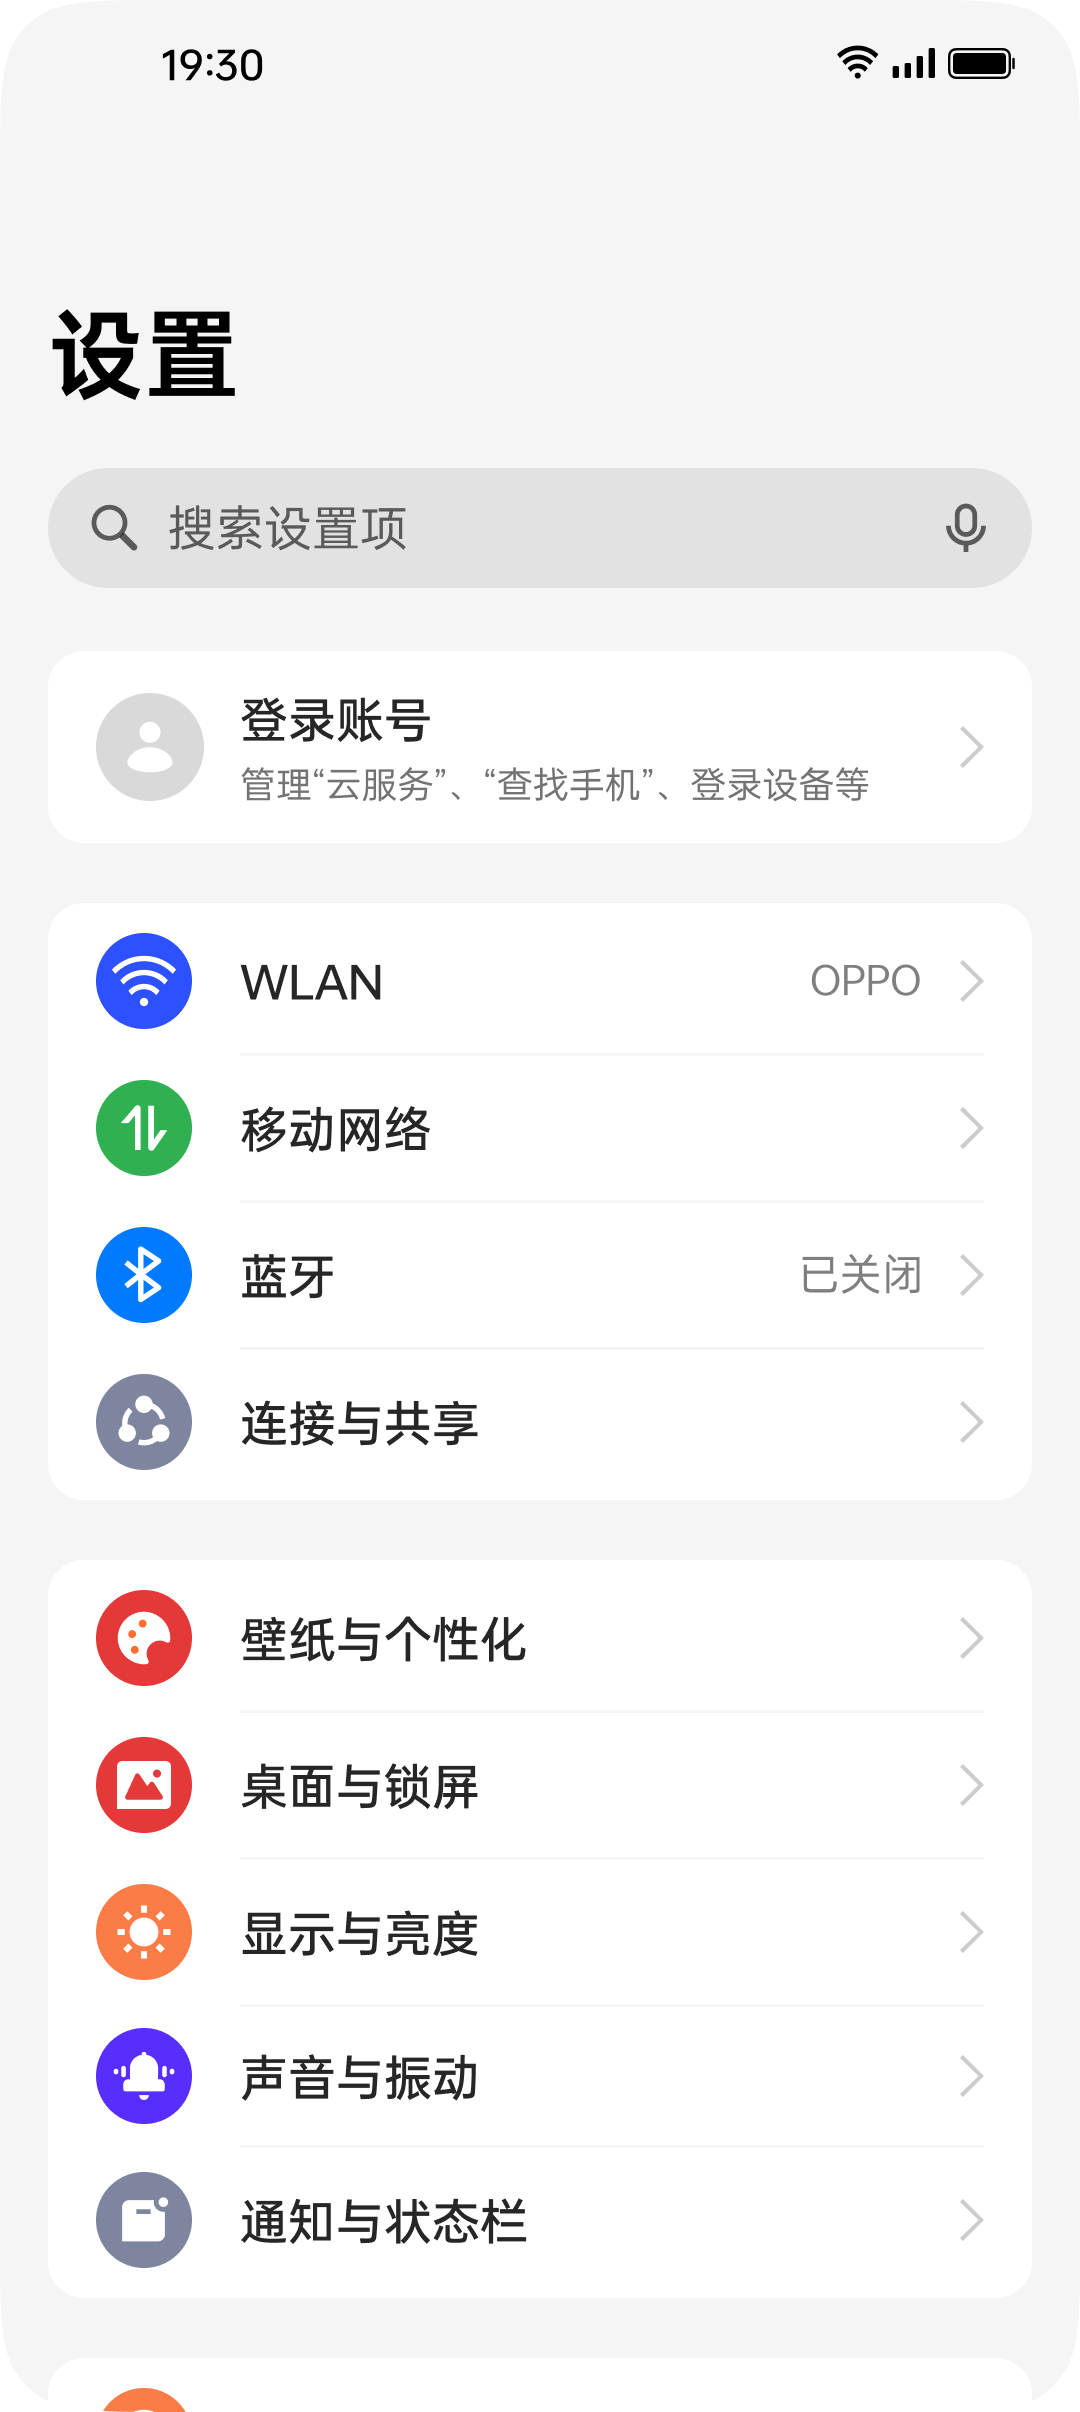 19:30
设置
搜索设置项
登录账号
管理“云服务”、“查找手机”、登录设备等
WLAN OPPO
移动网络
蓝牙 已关闭
连接与共享
壁纸与个性化
桌面与锁屏
显示与亮度
声音与振动
通知与状态栏